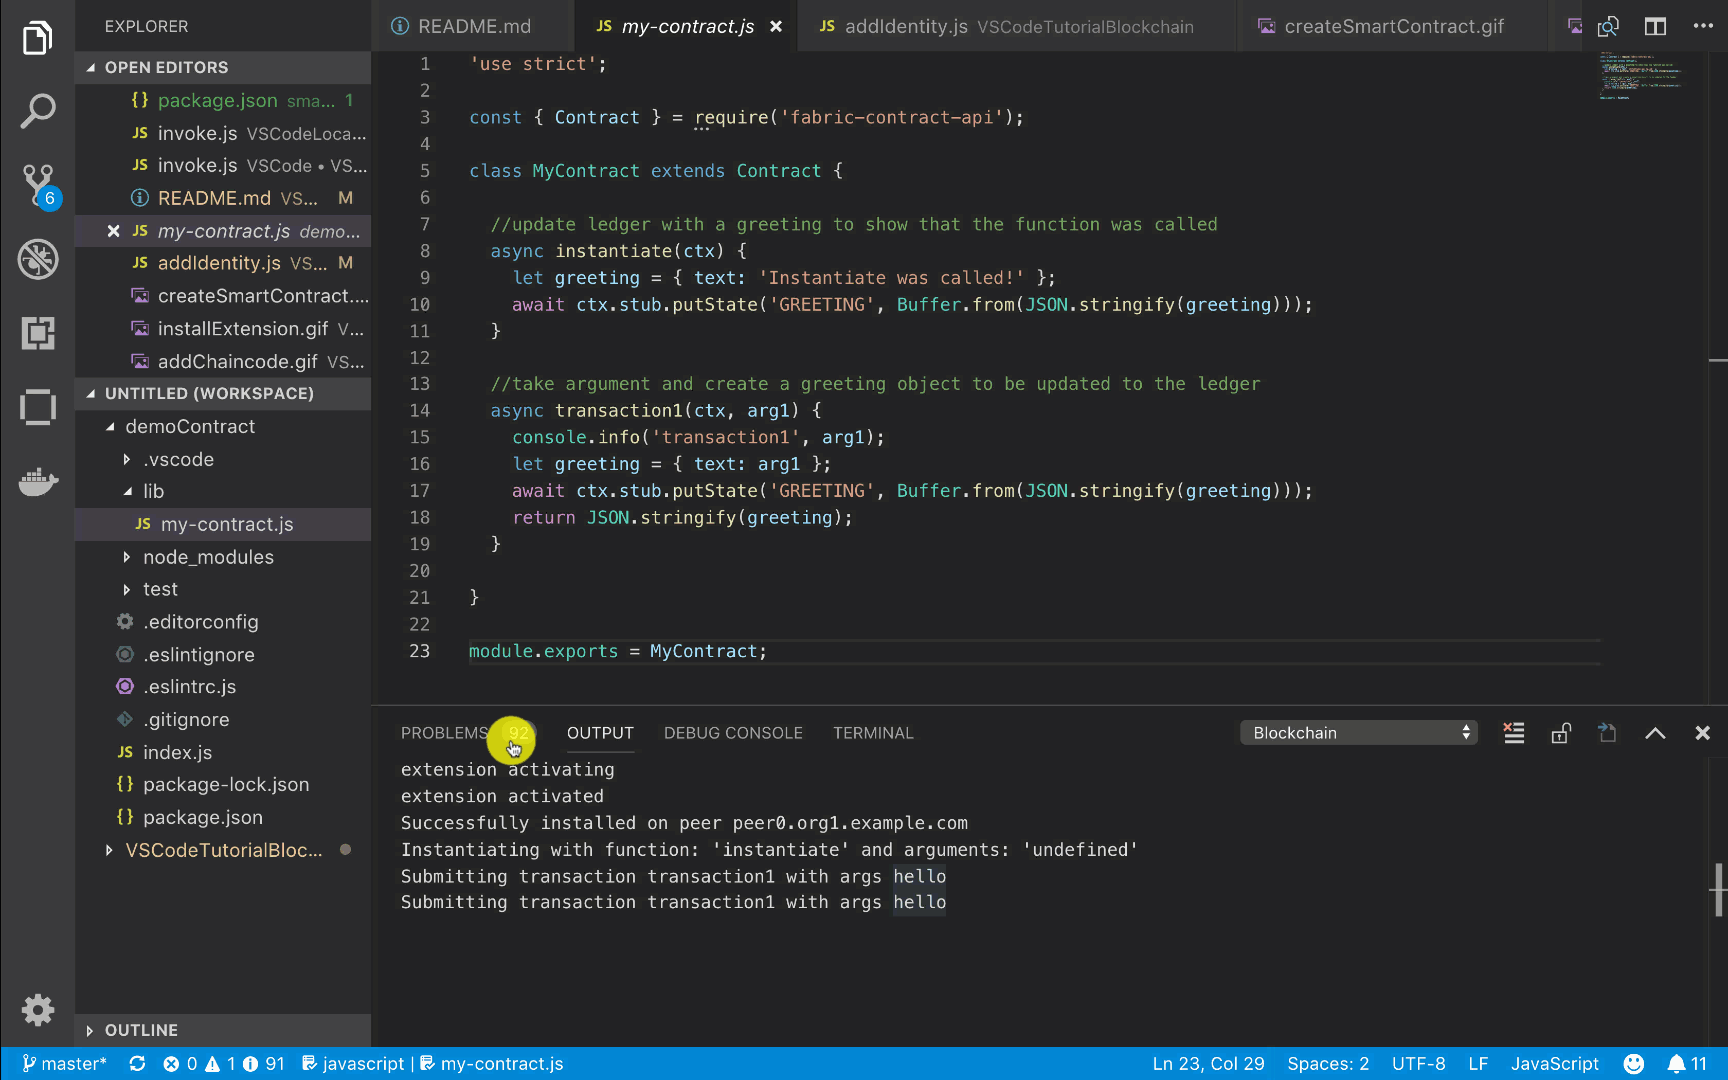 EXPLORER
README.md
JS my-contract.js
JS addIdentity.js VSCodeTutorialBlockchain
createSmartContract.gif
OPEN EDITORS
{} package.json sma... 1
JS invoke.js VSCodeLoca...
JS invoke.js VSCode • VS...
README.md VS... M
JS my-contract.js demo...
JS addIdentity.js VS... M
createSmartContract....
installExtension.gif V...
addChaincode.gif VS...
UNTITLED (WORKSPACE)
demoContract
.vscode
lib
JS my-contract.js
node_modules
test
.editorconfig
.eslintignore
.eslintrc.js
.gitignore
JS index.js
{} package-lock.json
{} package.json
VSCodeTutorialBloc...
OUTLINE
6
1 'use strict';
2
3 const { Contract } = require('fabric-contract-api');
4
5 class MyContract extends Contract {
6
7 //update ledger with a greeting to show that the function was called
8 async instantiate(ctx) {
9 let greeting = { text: 'Instantiate was called!' };
10 await ctx.stub.putState('GREETING', Buffer.from(JSON.stringify(greeting)));
11 }
12
13 //take argument and create a greeting object to be updated to the ledger
14 async transaction1(ctx, arg1) {
15 console.info('transaction1', arg1);
16 let greeting = { text: arg1 };
17 await ctx.stub.putState('GREETING', Buffer.from(JSON.stringify(greeting)));
18 return JSON.stringify(greeting);
19 }
20
21 }
22
23 module.exports = MyContract;
PROBLEMS 92 OUTPUT DEBUG CONSOLE TERMINAL Blockchain
extension activating
extension activated
Successfully installed on peer peer0.org1.example.com
Instantiating with function: 'instantiate' and arguments: 'undefined'
Submitting transaction transaction1 with args hello
Submitting transaction transaction1 with args hello
master* 0 1 91 javascript | my-contract.js Ln 23, Col 29 Spaces: 2 UTF-8 LF JavaScript 11